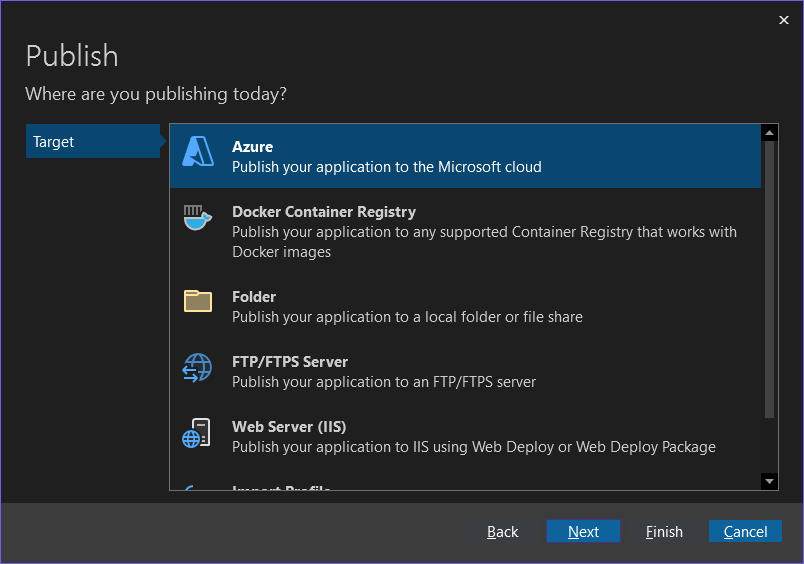 Publish
Where are you publishing today?
Target
Azure
Publish your application to the Microsoft cloud
Docker Container Registry
Publish your application to any supported Container Registry that works with
Docker images
Folder
Publish your application to a local folder or file share
FTP/FTPS Server
Publish your application to an FTP/FTPS server
Web Server (IIS)
Publish your application to IIS using Web Deploy or Web Deploy Package
Import Profile
Back
Next
Finish
Cancel